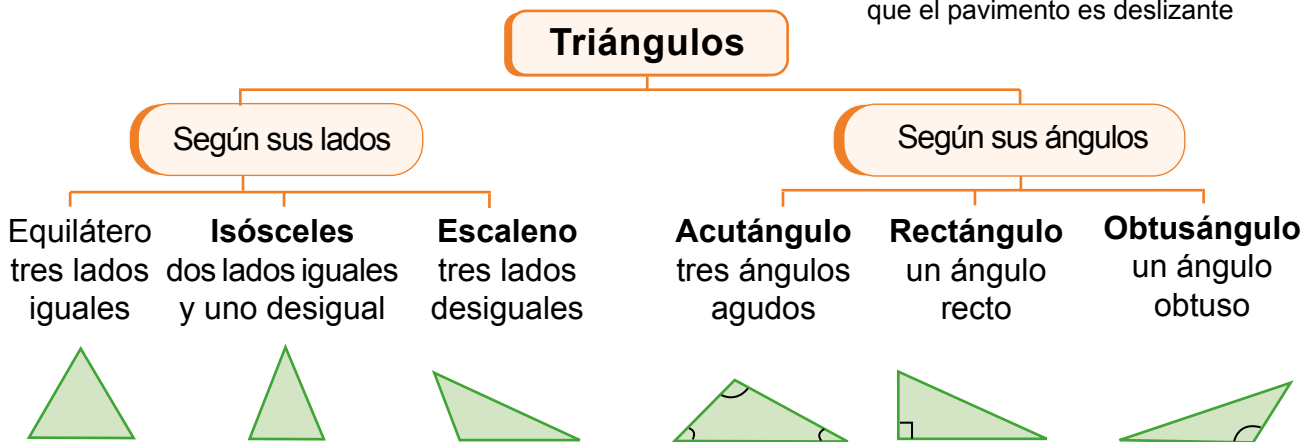 que el pavimento es deslizante
Triángulos
Según sus lados
Según sus ángulos
Equilátero
tres lados
iguales
Isósceles
dos lados iguales
y uno desigual
Escaleno
tres lados
desiguales
Acutángulo
tres ángulos
agudos
Rectángulo
un ángulo
recto
Obtusángulo
un ángulo
obtuso